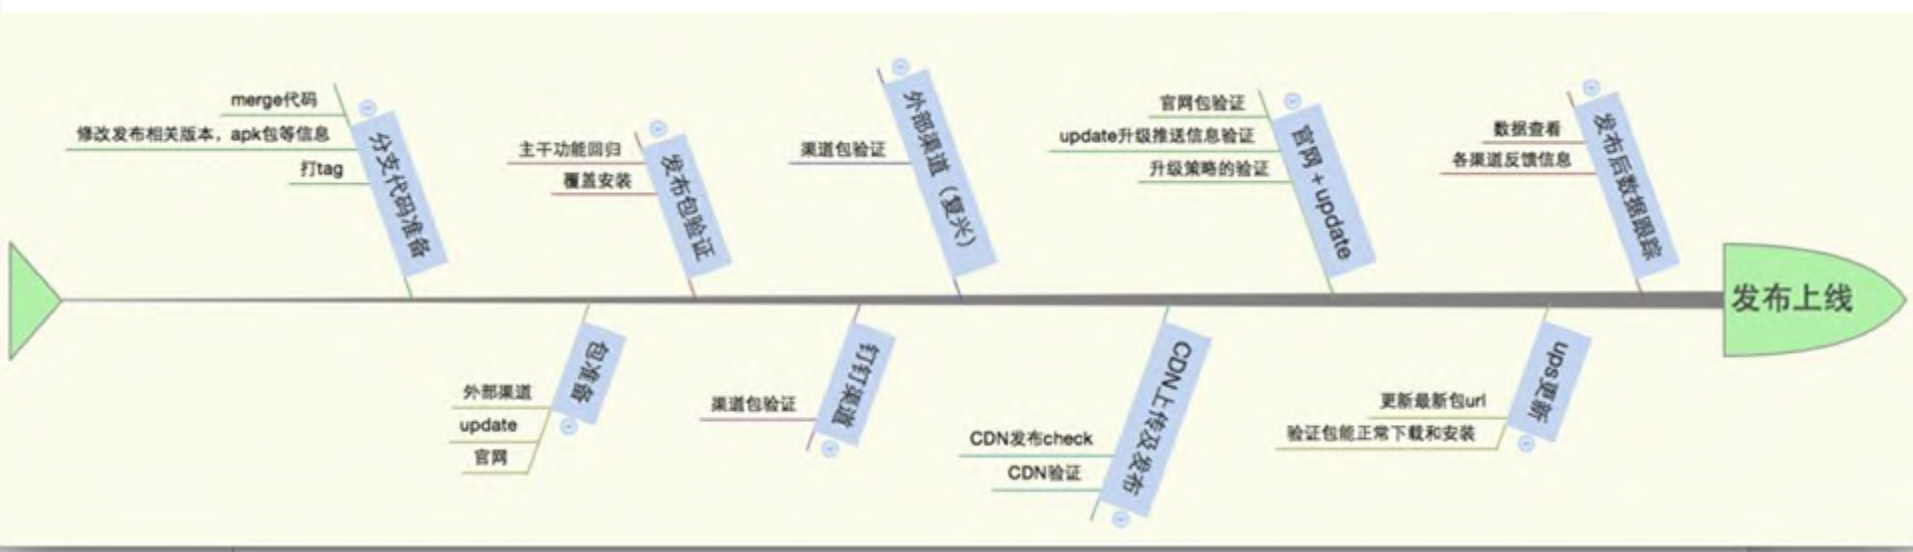 merge代码
修改发布相关版本，apk包等信息
打tag
分支代码准备
主干功能回归
覆盖安装
发布包验证
渠道包验证
外部渠道（复兴）
官网包验证
update升级推送信息验证
升级策略的验证
官网+update
数据查看
各渠道反馈信息
发布后数据跟踪
发布上线
外部渠道
update
官网
包准备
渠道包验证
钉钉渠道
CDN发布check
CDN验证
CDN上传及发布
更新最新包url
验证包能正常下载和安装
ups更新